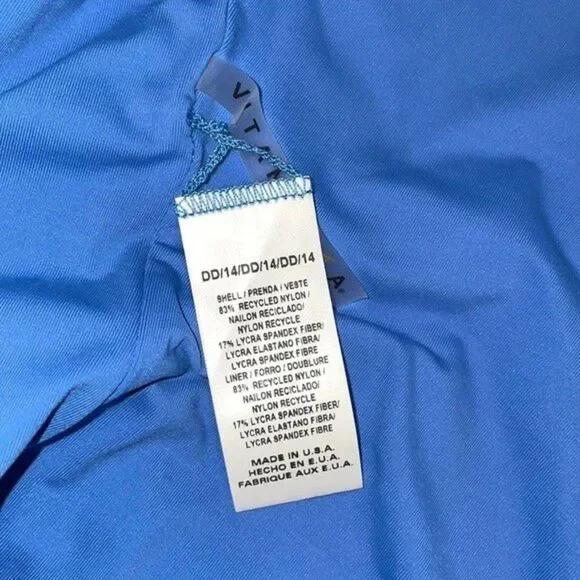 VITAMIN A®
DD/14/DD/14/DD/14
SHELL / PRENDA / VESTE
83% RECYCLED NYLON /
NAILON RECICLADO/
NYLON RECYCLE
17% LYCRA SPANDEX FIBER/
LYCRA ELASTANO FIBRA/
LYCRA SPANDEX FIBRE
LINER / FORRO / DOUBLURE
83% RECYCLED NYLON /
NAILON RECICLADO/
NYLON RECYCLE
17% LYCRA SPANDEX FIBER/
LYCRA ELASTANO FIBRA/
LYCRA SPANDEX FIBRE
MADE IN U.S.A.
HECHO EN E.U.A.
FABRIQUE AUX E.U.A.